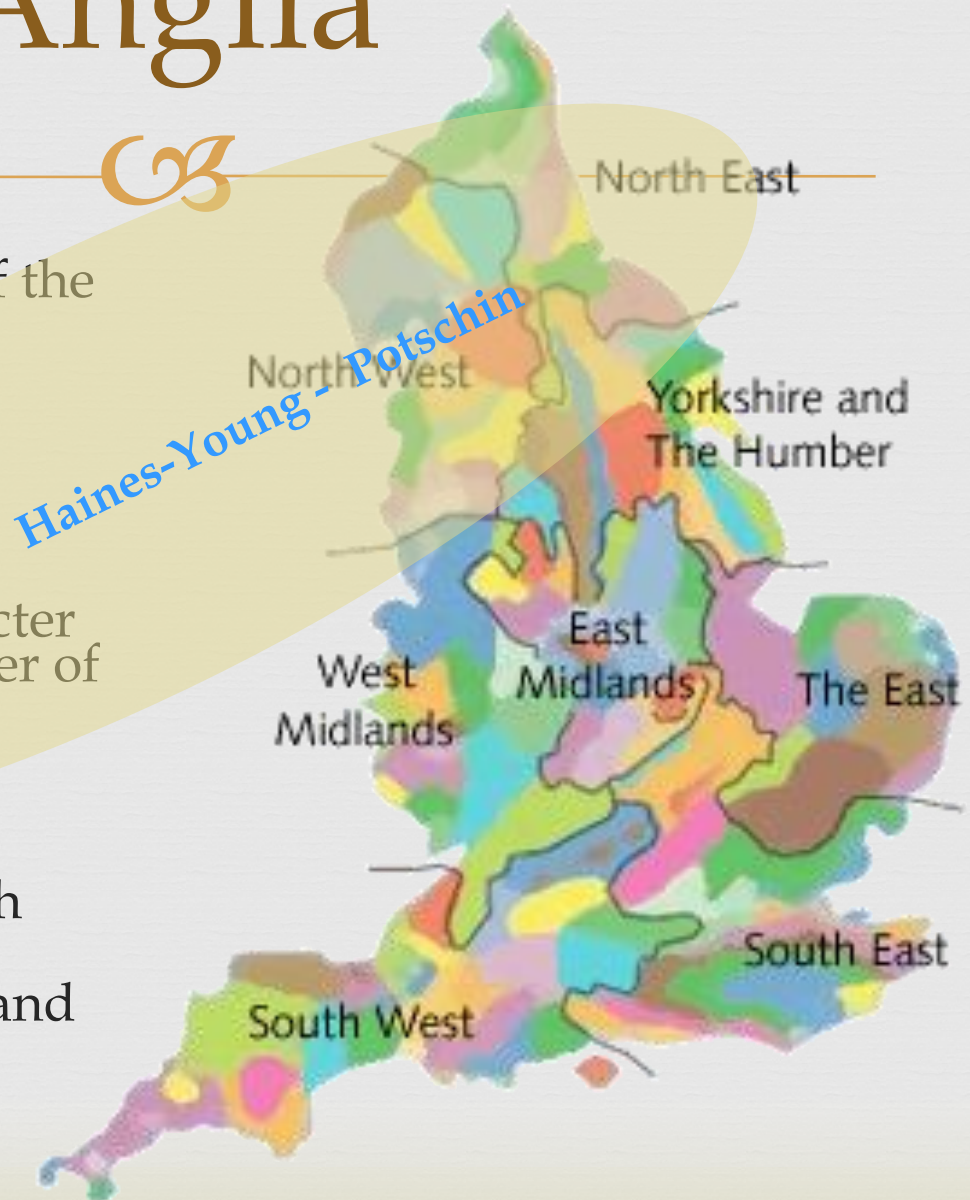 Anglia
f the
cter
er of
h
and
Haines-Young - Potschin
North East
North West
Yorkshire and
The Humber
East
Midlands
West
Midlands
The East
South East
South West